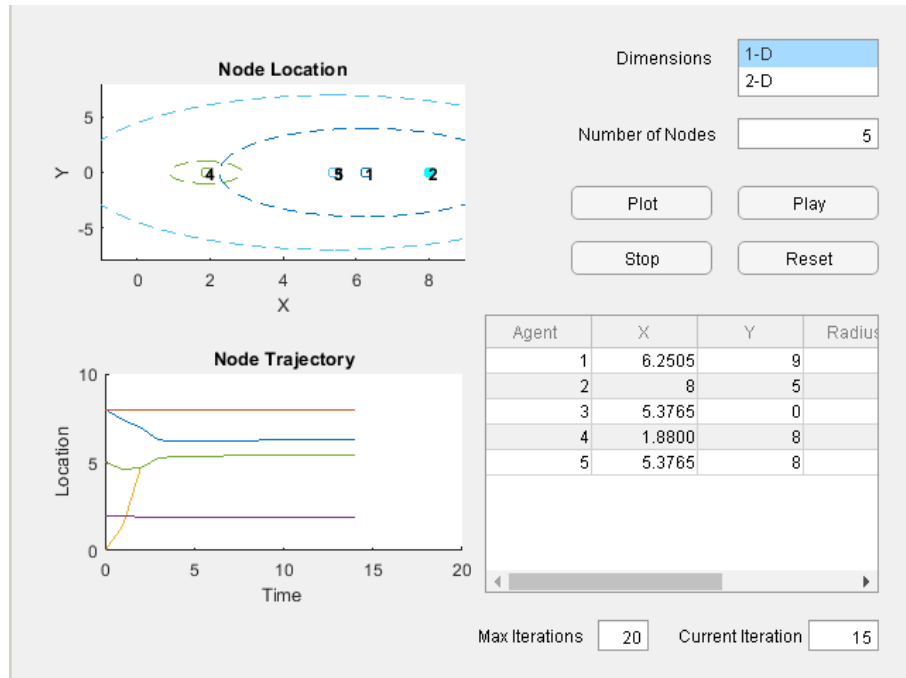 Node Location
5
0
-5
Y
4
5
1
2
0
2
4
6
8
X
Node Trajectory
10
5
0
Location
0
5
10
15
20
Time
Dimensions
1-D
2-D
Number of Nodes 5
Plot Play
Stop Reset
Agent X Y Radius
1 6.2505 9
2 8 5
3 5.3765 0
4 1.8800 8
5 5.3765 8
Max Iterations 20 Current Iteration 15